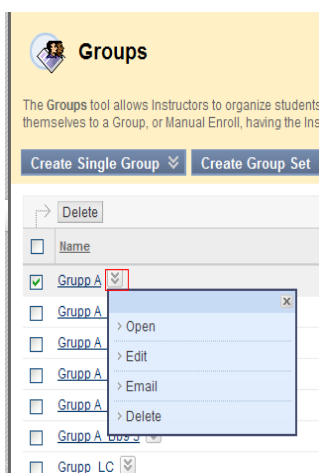 Groups
The Groups tool allows Instructors to organize students
themselves to a Group, or Manual Enroll, having the Ins
Create Single Group Create Group Set
Delete
Name
Grupp A
Grupp A
> Open
Grupp A
> Edit
Grupp A
> Email
Grupp A
> Delete
Grupp A
Grupp LC